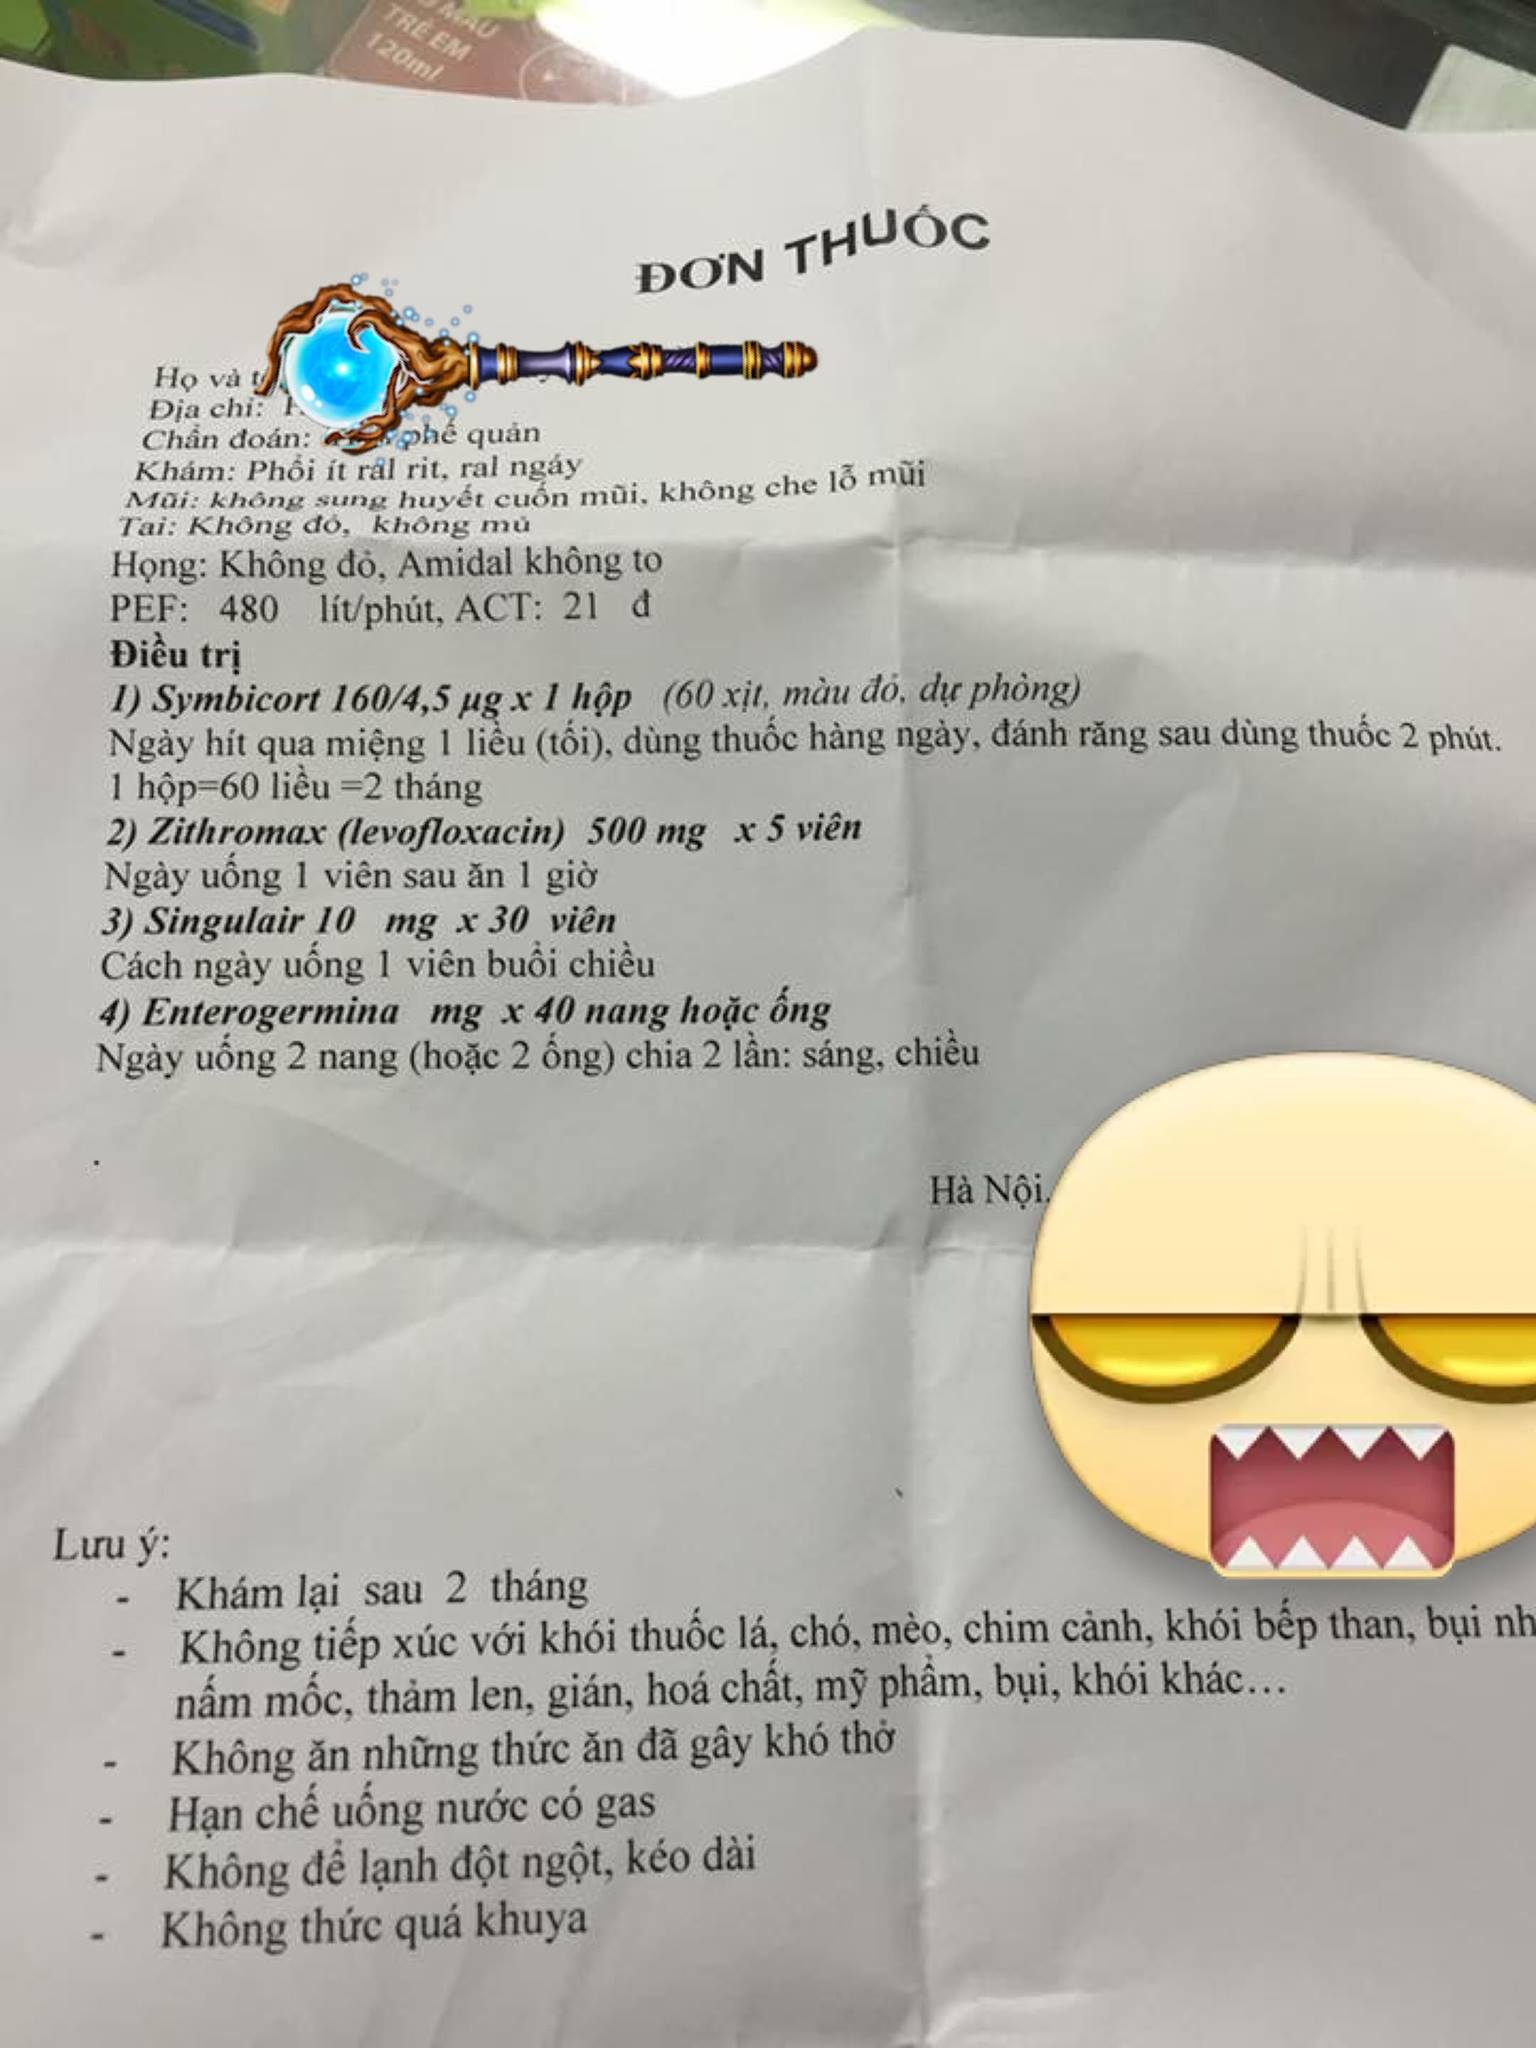 MÀU
TRẺ EM
120ml
ĐƠN THUỐC
Họ và
Địa chỉ:
Chẩn đoán: phế quản
Khám: Phổi ít ral rit, ral ngáy
Mũi: không sung huyết cuốn mũi, không che lỗ mũi
Tai: Không đỏ, không mủ
Họng: Không đỏ, Amidal không to
PEF: 480 lít/phút, ACT: 21 đ
Điều trị
1) Symbicort 160/4,5 µg x 1 hộp (60 xịt, màu đỏ, dự phòng)
Ngày hít qua miệng 1 liều (tối), dùng thuốc hàng ngày, đánh răng sau dùng thuốc 2 phút.
1 hộp=60 liều =2 tháng
2) Zithromax (levofloxacin) 500 mg x 5 viên
Ngày uống 1 viên sau ăn 1 giờ
3) Singulair 10 mg x 30 viên
Cách ngày uống 1 viên buổi chiều
4) Enterogermina mg x 40 nang hoặc ống
Ngày uống 2 nang (hoặc 2 ống) chia 2 lần: sáng, chiều
.
Hà Nội.
Lưu ý:
- Khám lại sau 2 tháng
- Không tiếp xúc với khói thuốc lá, chó, mèo, chim cảnh, khói bếp than, bụi
nấm mốc, thảm len, gián, hoá chất, mỹ phẩm, bụi, khói khác…
- Không ăn những thức ăn đã gây khó thở
- Hạn chế uống nước có gas
- Không để lạnh đột ngột, kéo dài
- Không thức quá khuya